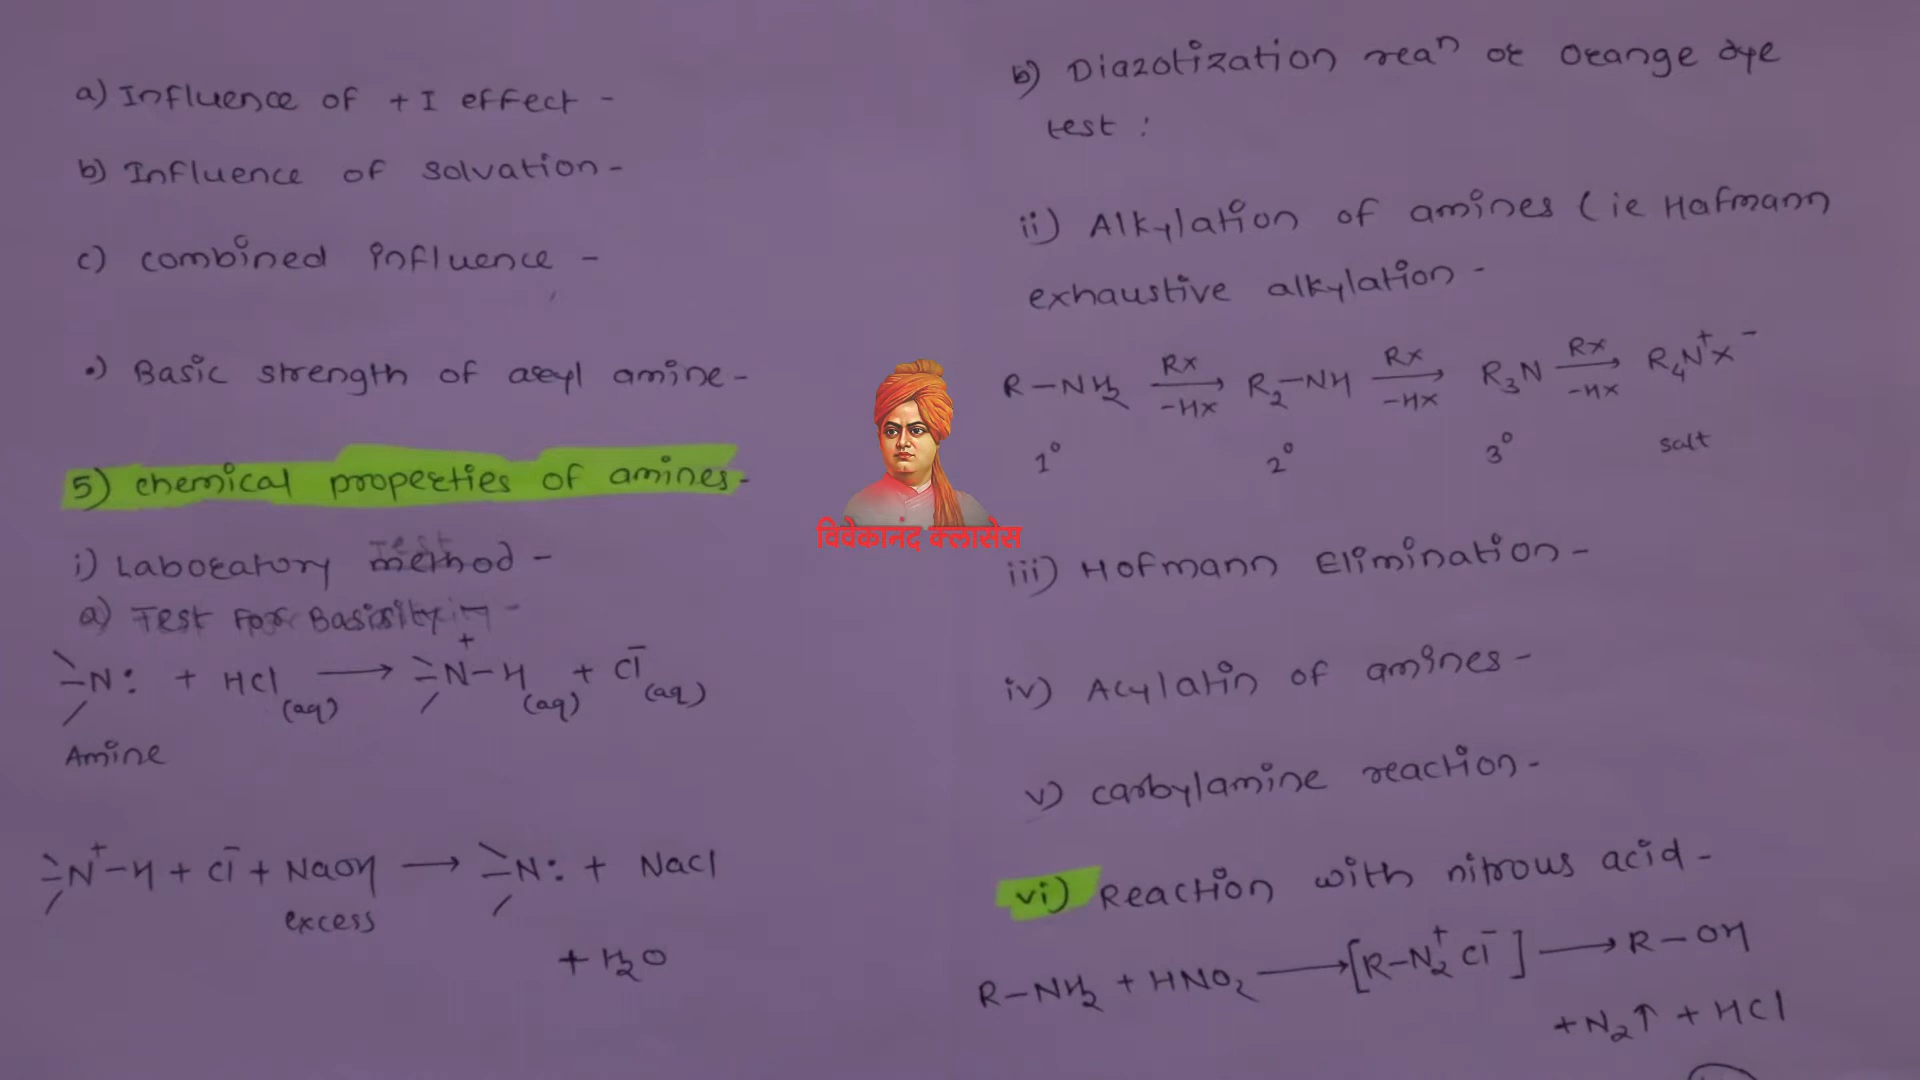 a) Influence of + I effect -
b) Influence of solvation -
c) combined influence -
•) Basic strength of aryl amine -
5) chemical properties of amines -
i) Laboratory method -
a) Test for Basisity -
N: + HCl (aq) → N⁺-H (aq) + Cl⁻ (aq)
Amine
N⁺-H + Cl⁻ + NaOH → N: + NaCl
excess
+ H₂O
b) Diazotization reaⁿ or orange dye
test :
ii) Alkylation of amines (ie Hafmann
exhaustive alkylation -
R-NH₂ →(Rx, -Hx) R₂-NH →(Rx, -Hx) R₃N →(Rx, -Hx) R₄N⁺x⁻
1° 2° 3° salt
iii) Hofmann Elimination -
iv) Acylatin of amines -
v) carbylamine reaction -
vi) Reaction with nitrous acid -
R-NH₂ + HNO₂ → [R-N₂⁺ Cl⁻] → R-OH
+ N₂↑ + HCl
विवेकानंद क्लासेस